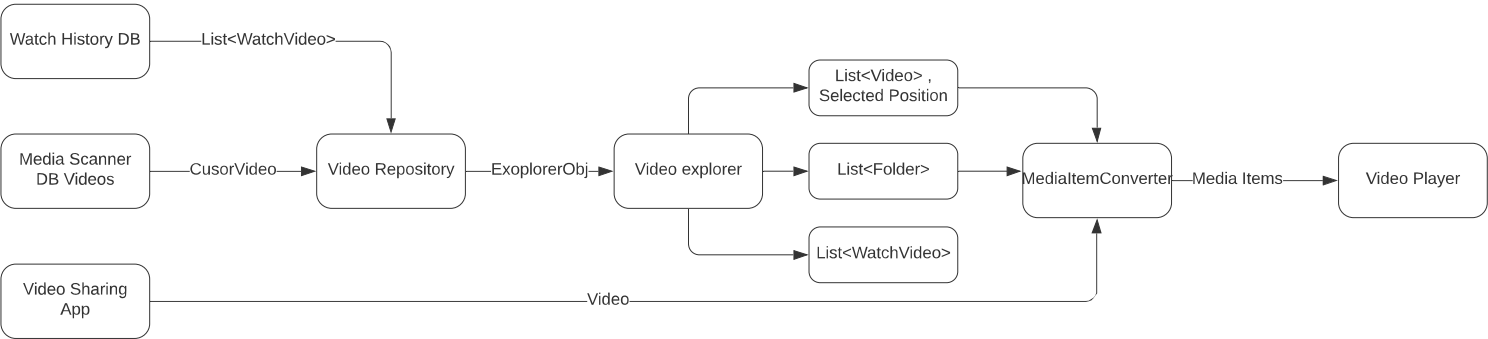 Watch History DB
List<WatchVideo>
Media Scanner
DB Videos
CusorVideo
Video Repository
ExoplorerObj
Video explorer
List<Video> ,
Selected Position
List<Folder>
List<WatchVideo>
MediaItemConverter
Media Items
Video Player
Video Sharing
App
Video